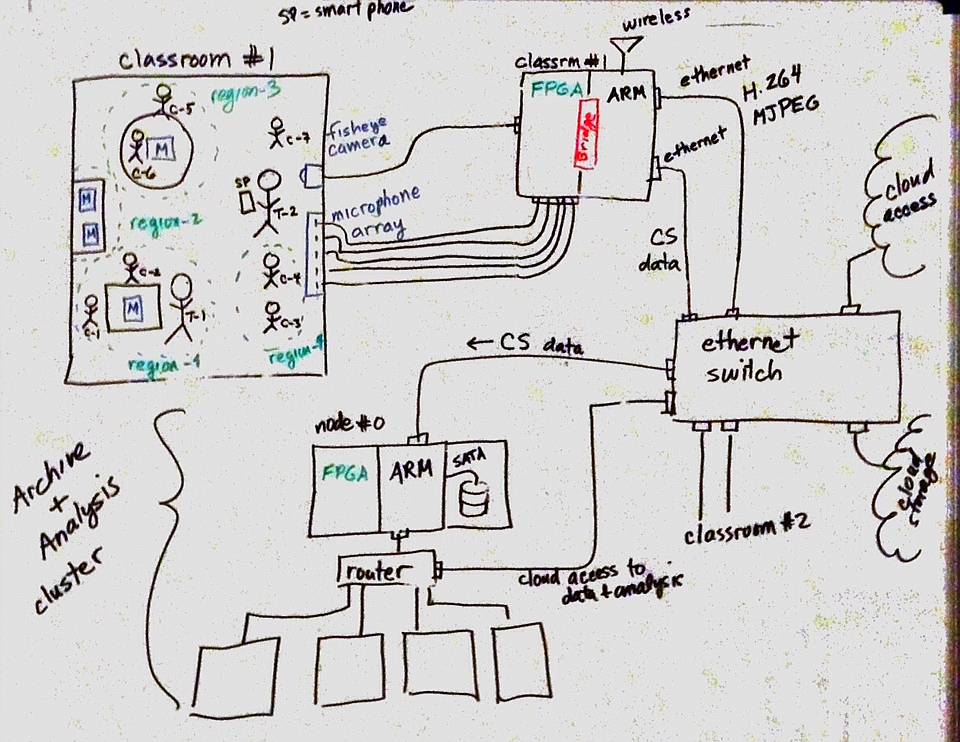 SP = smart phone
classroom #1
region-3
C-5
C-7
M
C-6
fisheye
camera
SP
T-2
M
M
region-2
microphone
array
C-2
C-4
M
C-1
T-1
C-3
region-1
wireless
classrm #1
FPGA
ARM
Bridge
ethernet
H.264
MJPEG
ethernet
CS
data
cloud
access
ethernet
switch
← CS data
node #0
FPGA
ARM
SATA
router
cloud access to
data + analysis
classroom #2
cloud
storage
Archive
+
Analysis
cluster